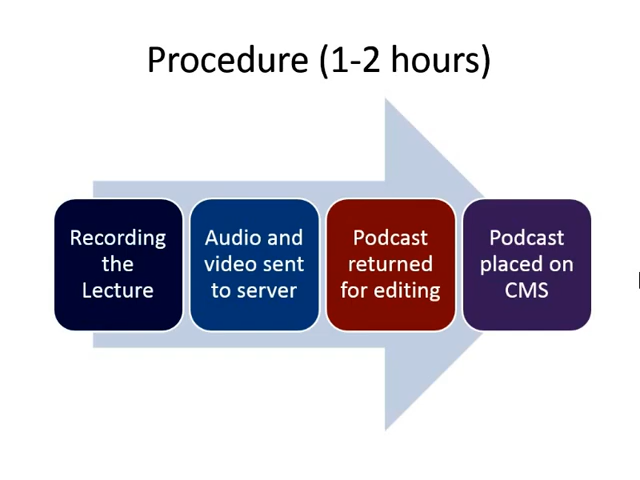 Procedure (1-2 hours)
Recording
the
Lecture
Audio and
video sent
to server
Podcast
returned
for editing
Podcast
placed on
CMS